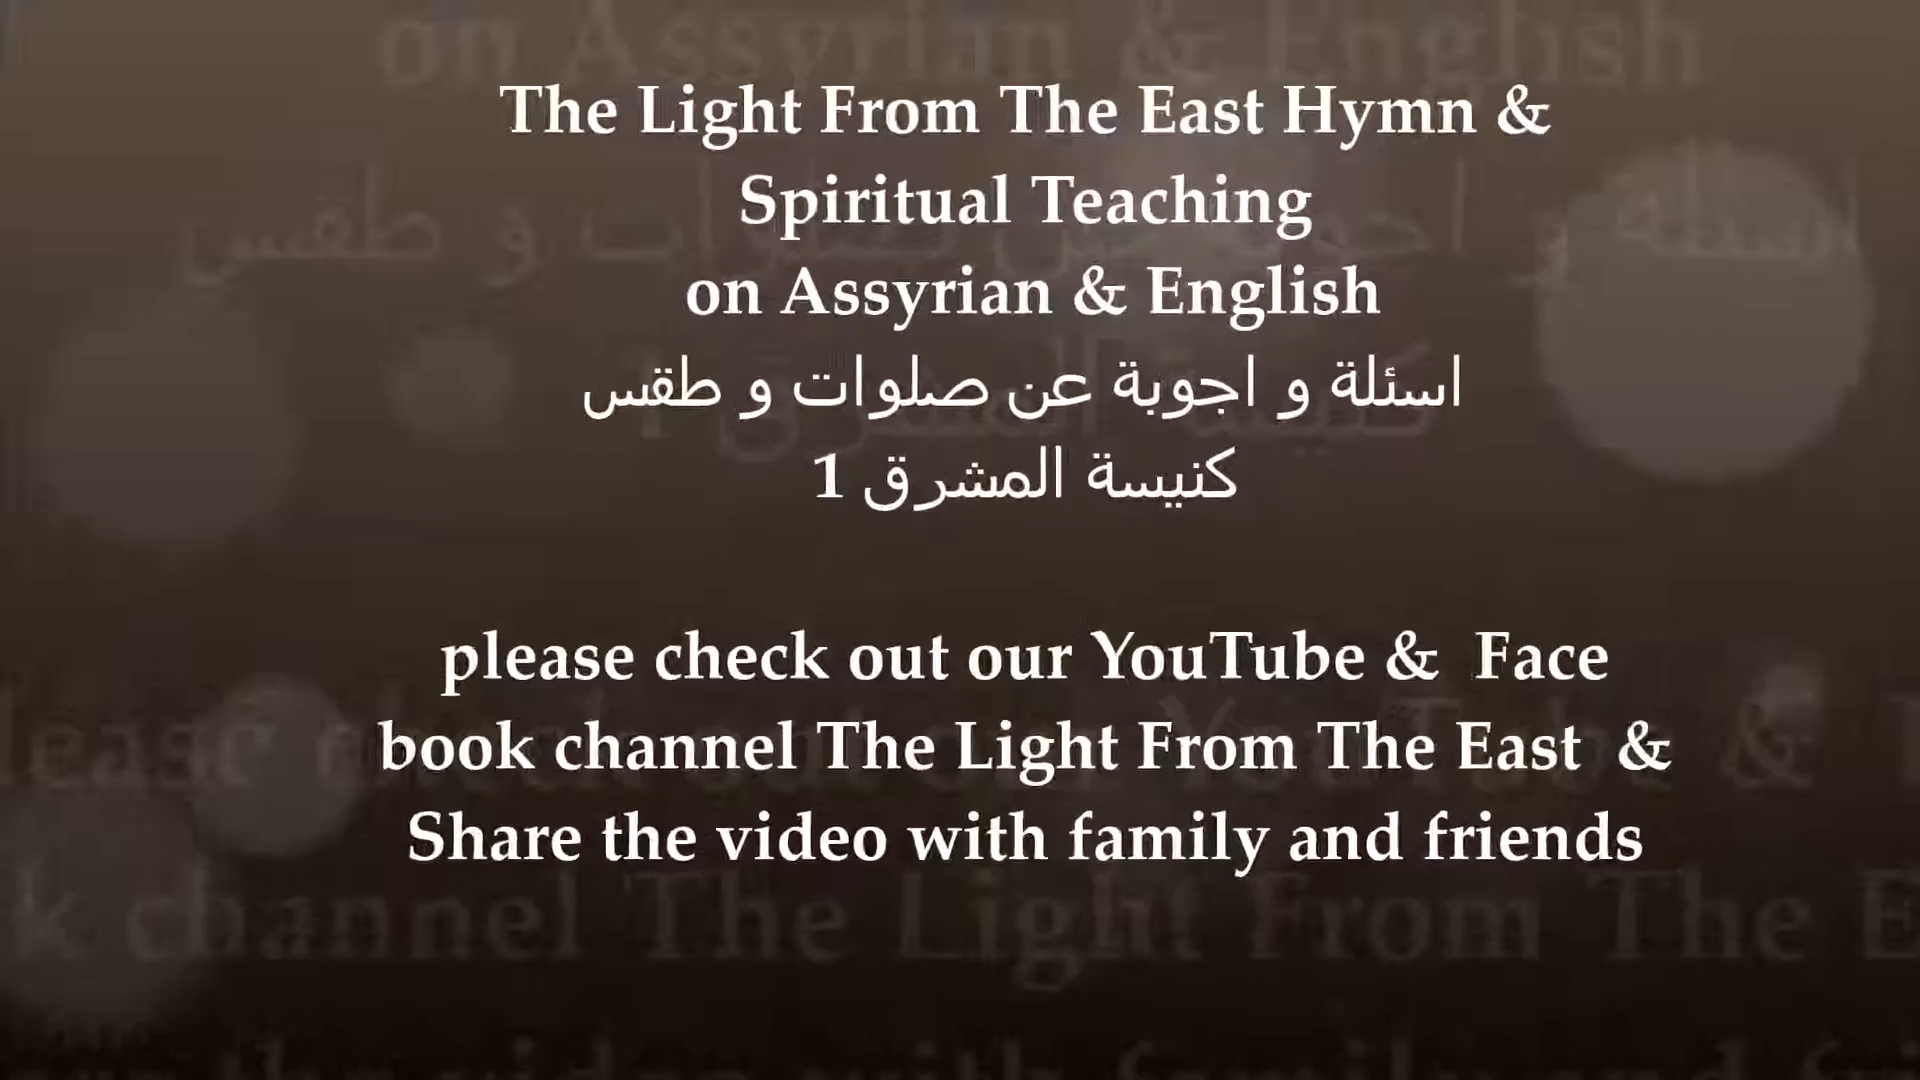 The Light From The East Hymn &
Spiritual Teaching
on Assyrian & English
اسئلة و اجوبة عن صلوات و طقس
كنيسة المشرق 1
please check out our YouTube & Face
book channel The Light From The East &
Share the video with family and friends